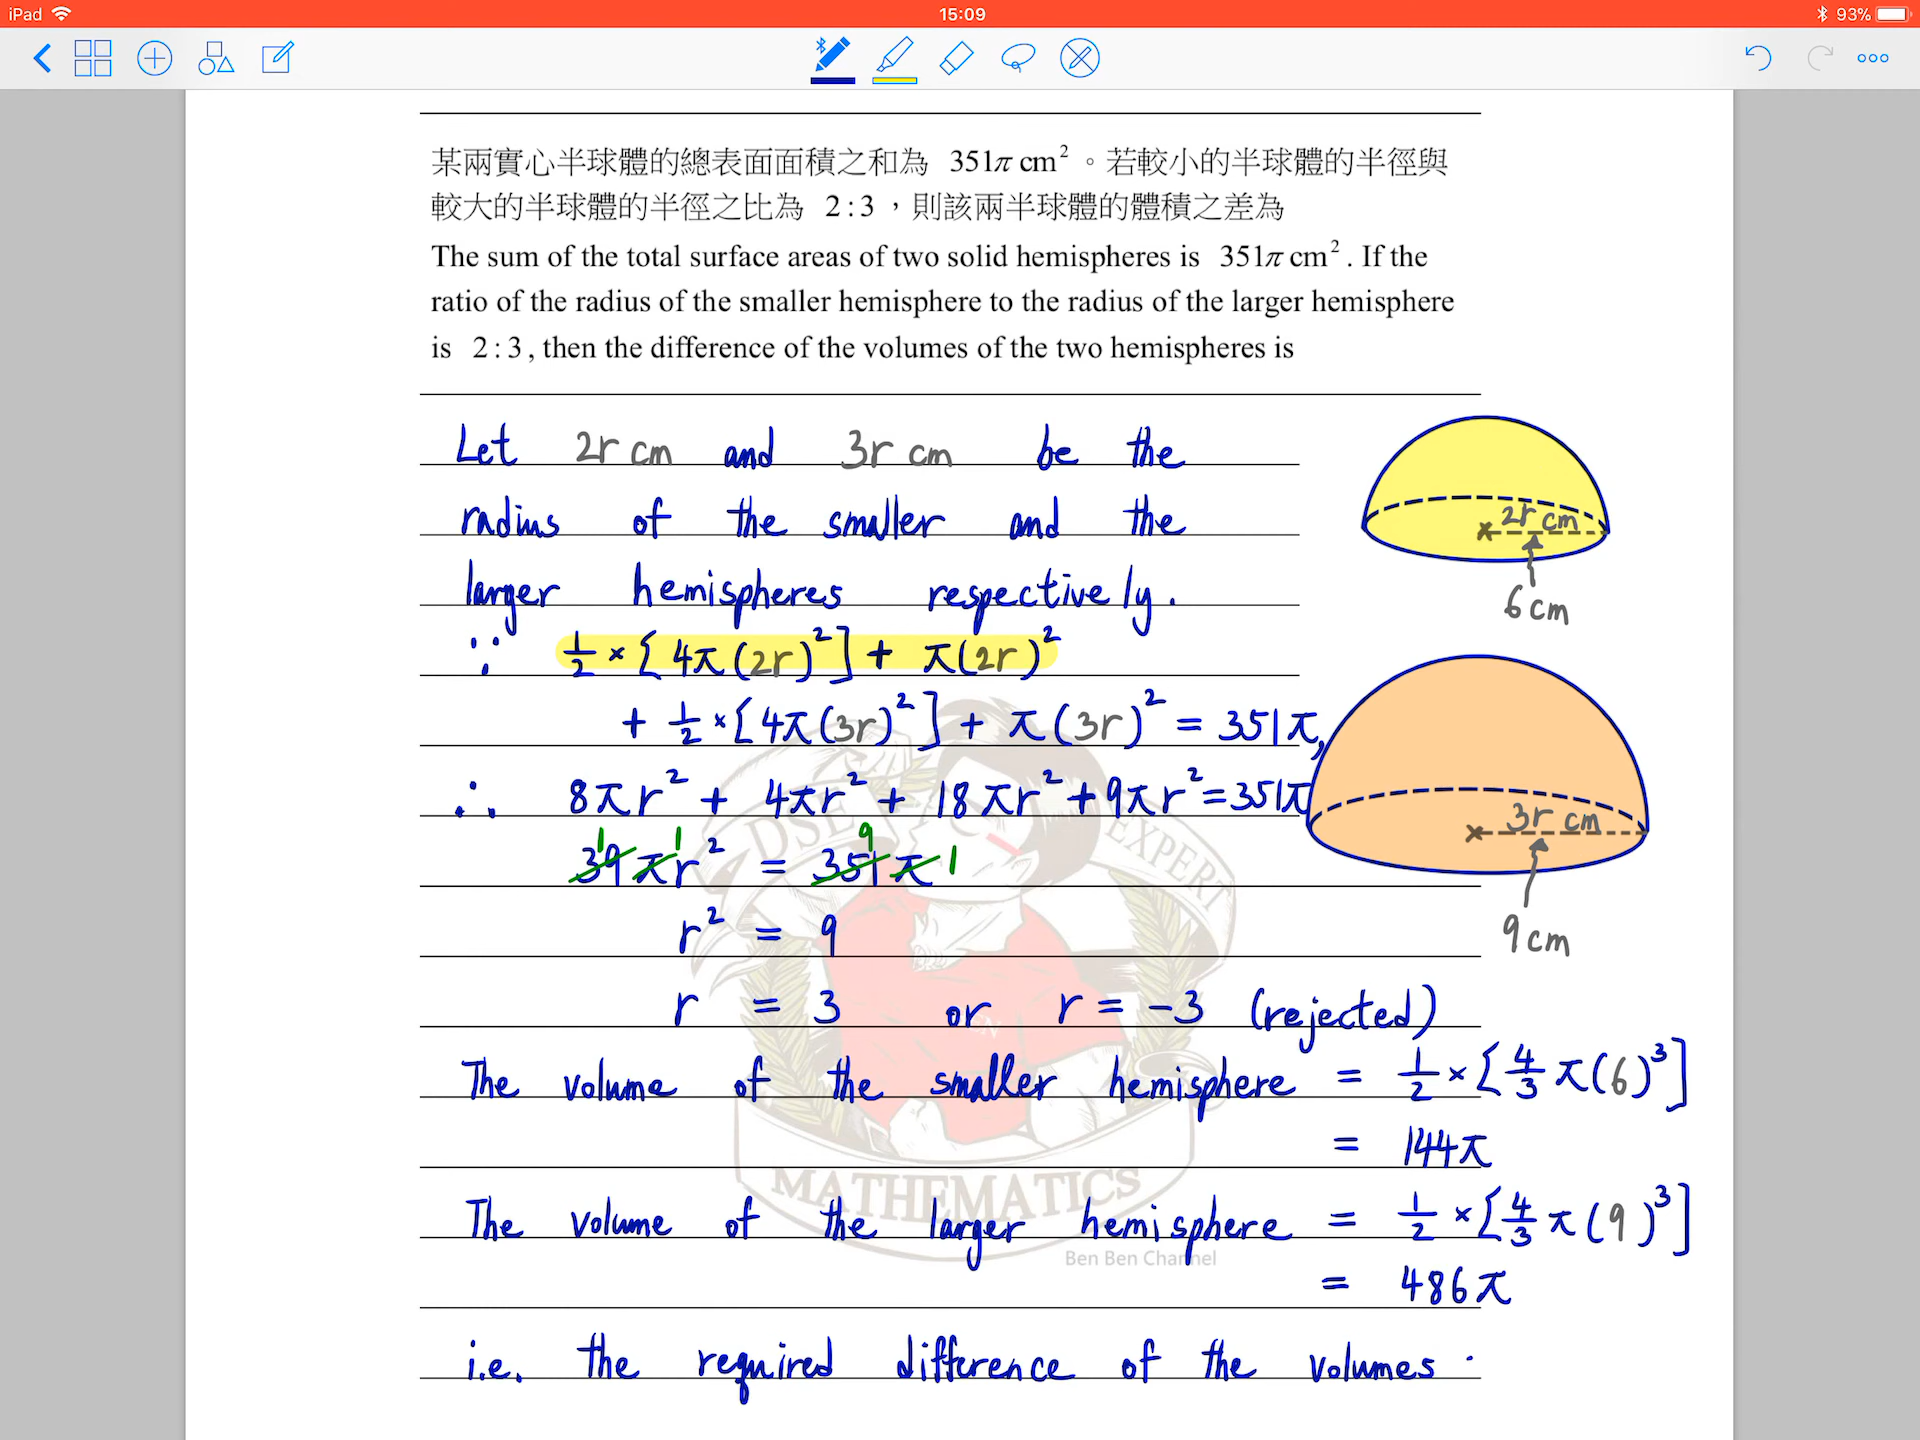 iPad
15:09
93%
某兩實心半球體的總表面面積之和為 351π cm²。若較小的半球體的半徑與
較大的半球體的半徑之比為 2 : 3，則該兩半球體的體積之差為
The sum of the total surface areas of two solid hemispheres is 351π cm². If the
ratio of the radius of the smaller hemisphere to the radius of the larger hemisphere
is 2 : 3, then the difference of the volumes of the two hemispheres is
Let 2r cm and 3r cm be the
radius of the smaller and the
larger hemispheres respectively.
∵ 1/2 × [4π(2r)²] + π(2r)²
+ 1/2 × [4π(3r)²] + π(3r)² = 351π,
∴ 8πr² + 4πr² + 18πr² + 9πr² = 351π
39πr² = 351π
1 1 9 1
r² = 9
r = 3 or r = -3 (rejected)
The volume of the smaller hemisphere = 1/2 × [4/3 π(6)³]
= 144π
The volume of the larger hemisphere = 1/2 × [4/3 π(9)³]
= 486π
i.e. the required difference of the volumes
2r cm
6 cm
3r cm
9 cm
DSE
EXPERT
MATHEMATICS
Ben Ben Channel